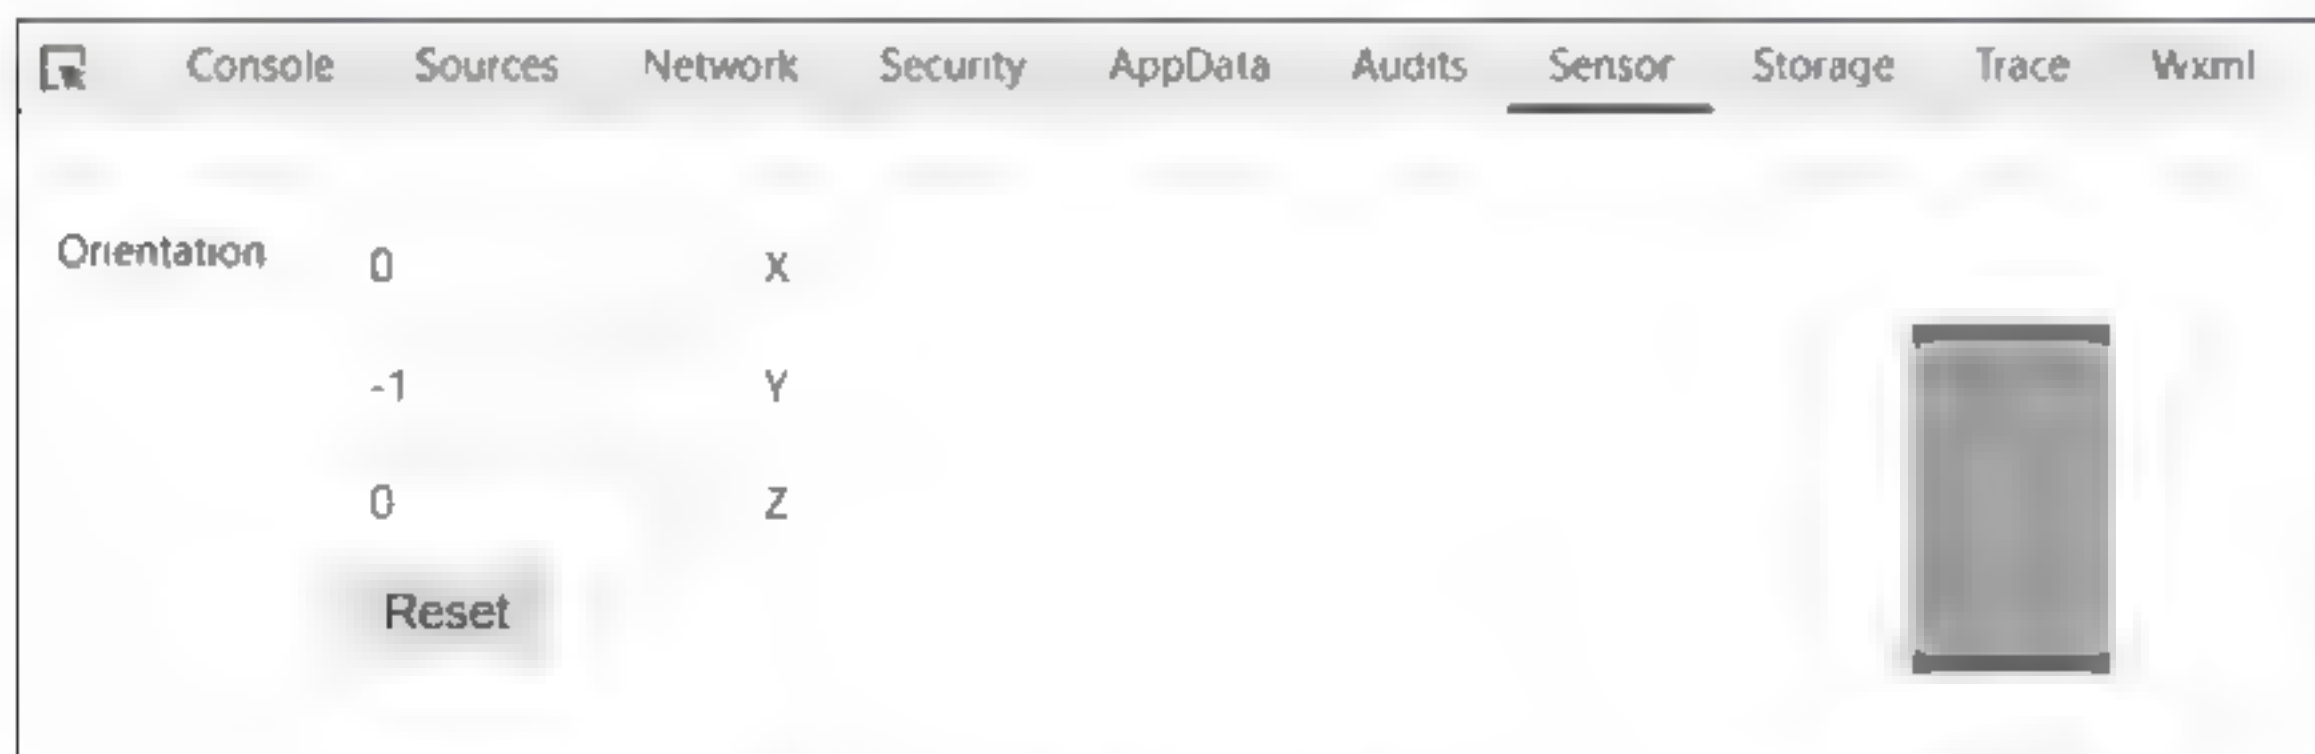 Console Sources Network Security AppData Audits Sensor Storage Trace Wxml
Orientation 0 X
-1 Y
0 Z
Reset